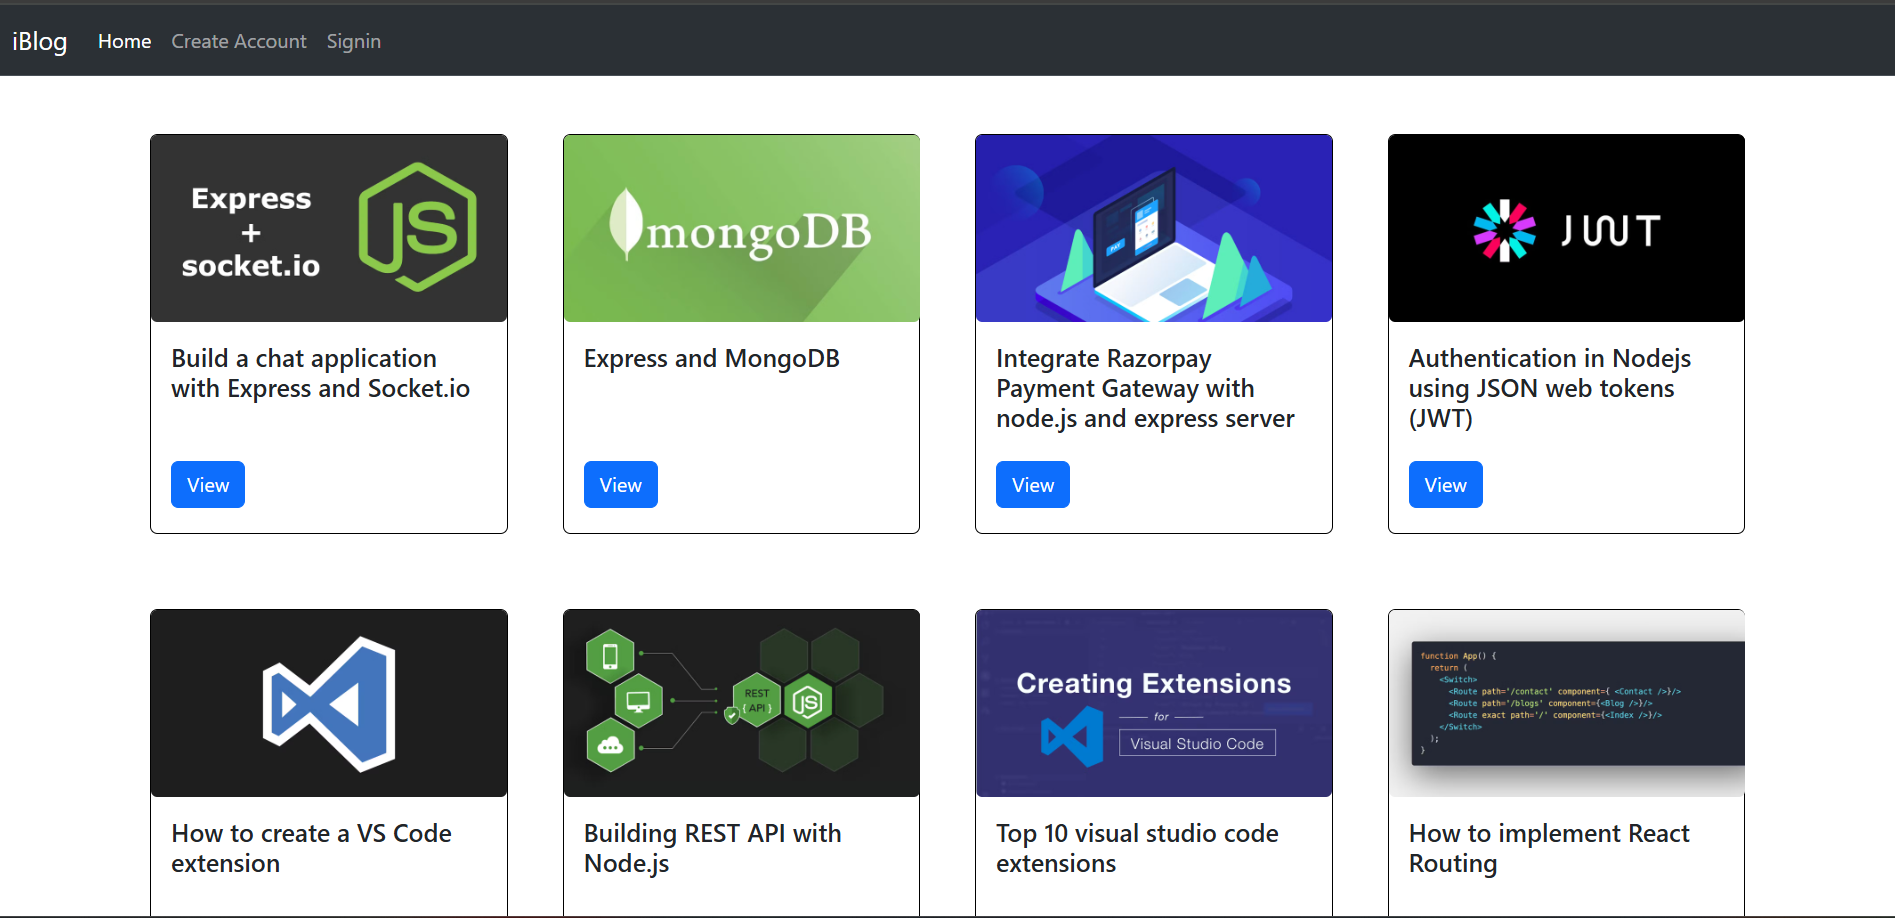 iBlog Home Create Account Signin
Express
+
socket.io
JS
mongoDB
PAY
JWT
Build a chat application
with Express and Socket.io
View
Express and MongoDB
View
Integrate Razorpay
Payment Gateway with
node.js and express server
View
Authentication in Nodejs
using JSON web tokens
(JWT)
View
REST
{ API }
JS
Creating Extensions
for
Visual Studio Code
function App() {
return (
<Switch>
<Route path='/contact' component={ <Contact />}/>
<Route path='/blogs' component={<Blog />}/>
<Route exact path='/' component={<Index />}/>
</Switch>
);
}
How to create a VS Code
extension
Building REST API with
Node.js
Top 10 visual studio code
extensions
How to implement React
Routing